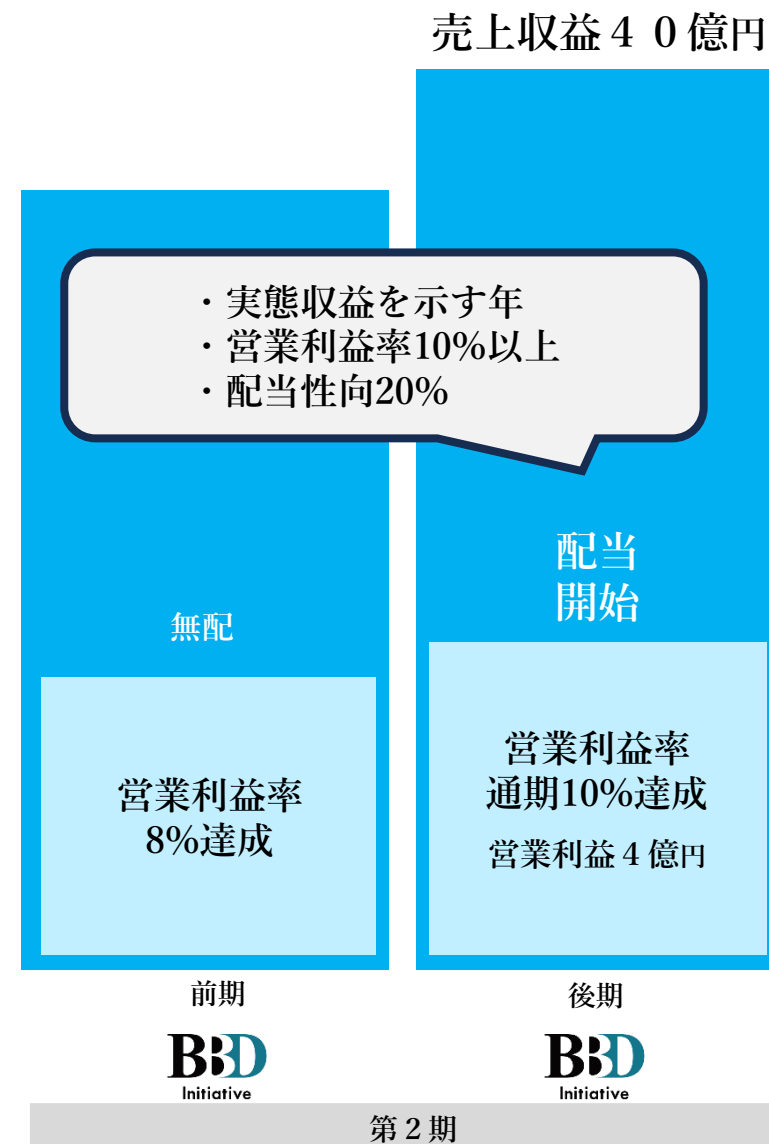 売上収益４０億円
・実態収益を示す年
・営業利益率10%以上
・配当性向20%
無配
配当
開始
営業利益率
8%達成
営業利益率
通期10%達成
営業利益４億円
前期
後期
BBD
Initiative
BBD
Initiative
第２期